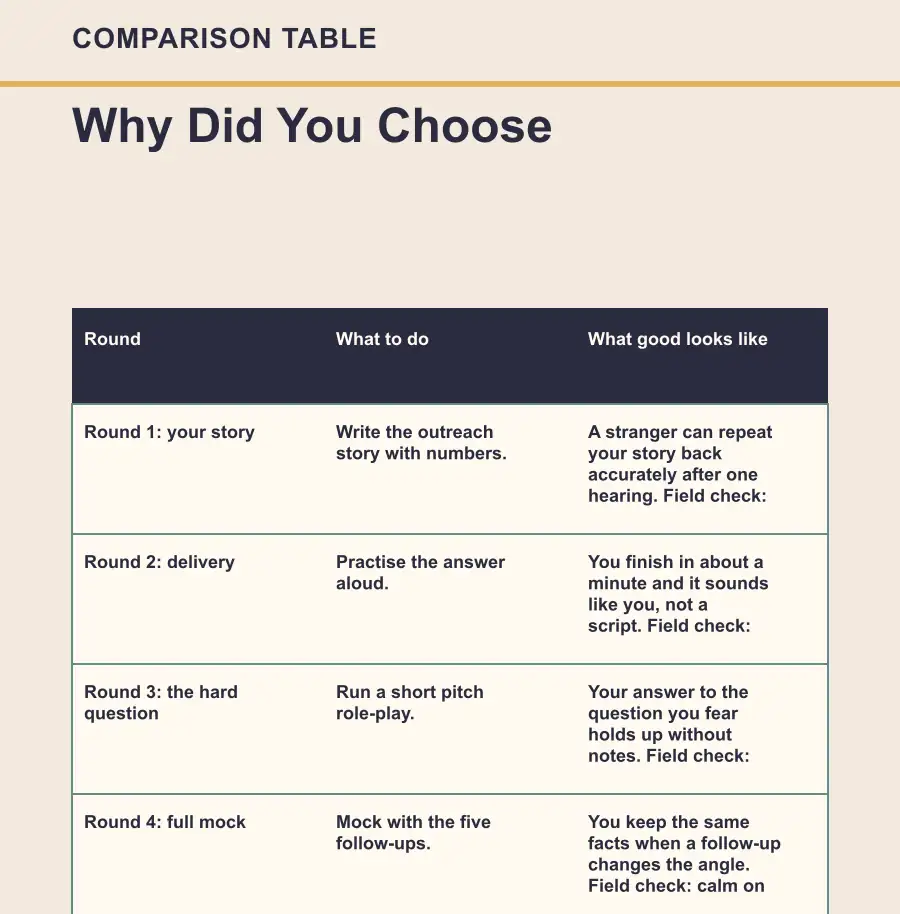 COMPARISON TABLE
Why Did You Choose
Round
What to do
What good looks like
Round 1: your story
Write the outreach
story with numbers.
A stranger can repeat
your story back
accurately after one
hearing. Field check:
Round 2: delivery
Practise the answer
aloud.
You finish in about a
minute and it sounds
like you, not a
script. Field check:
Round 3: the hard
question
Run a short pitch
role-play.
Your answer to the
question you fear
holds up without
notes. Field check:
Round 4: full mock
Mock with the five
follow-ups.
You keep the same
facts when a follow-up
changes the angle.
Field check: calm on